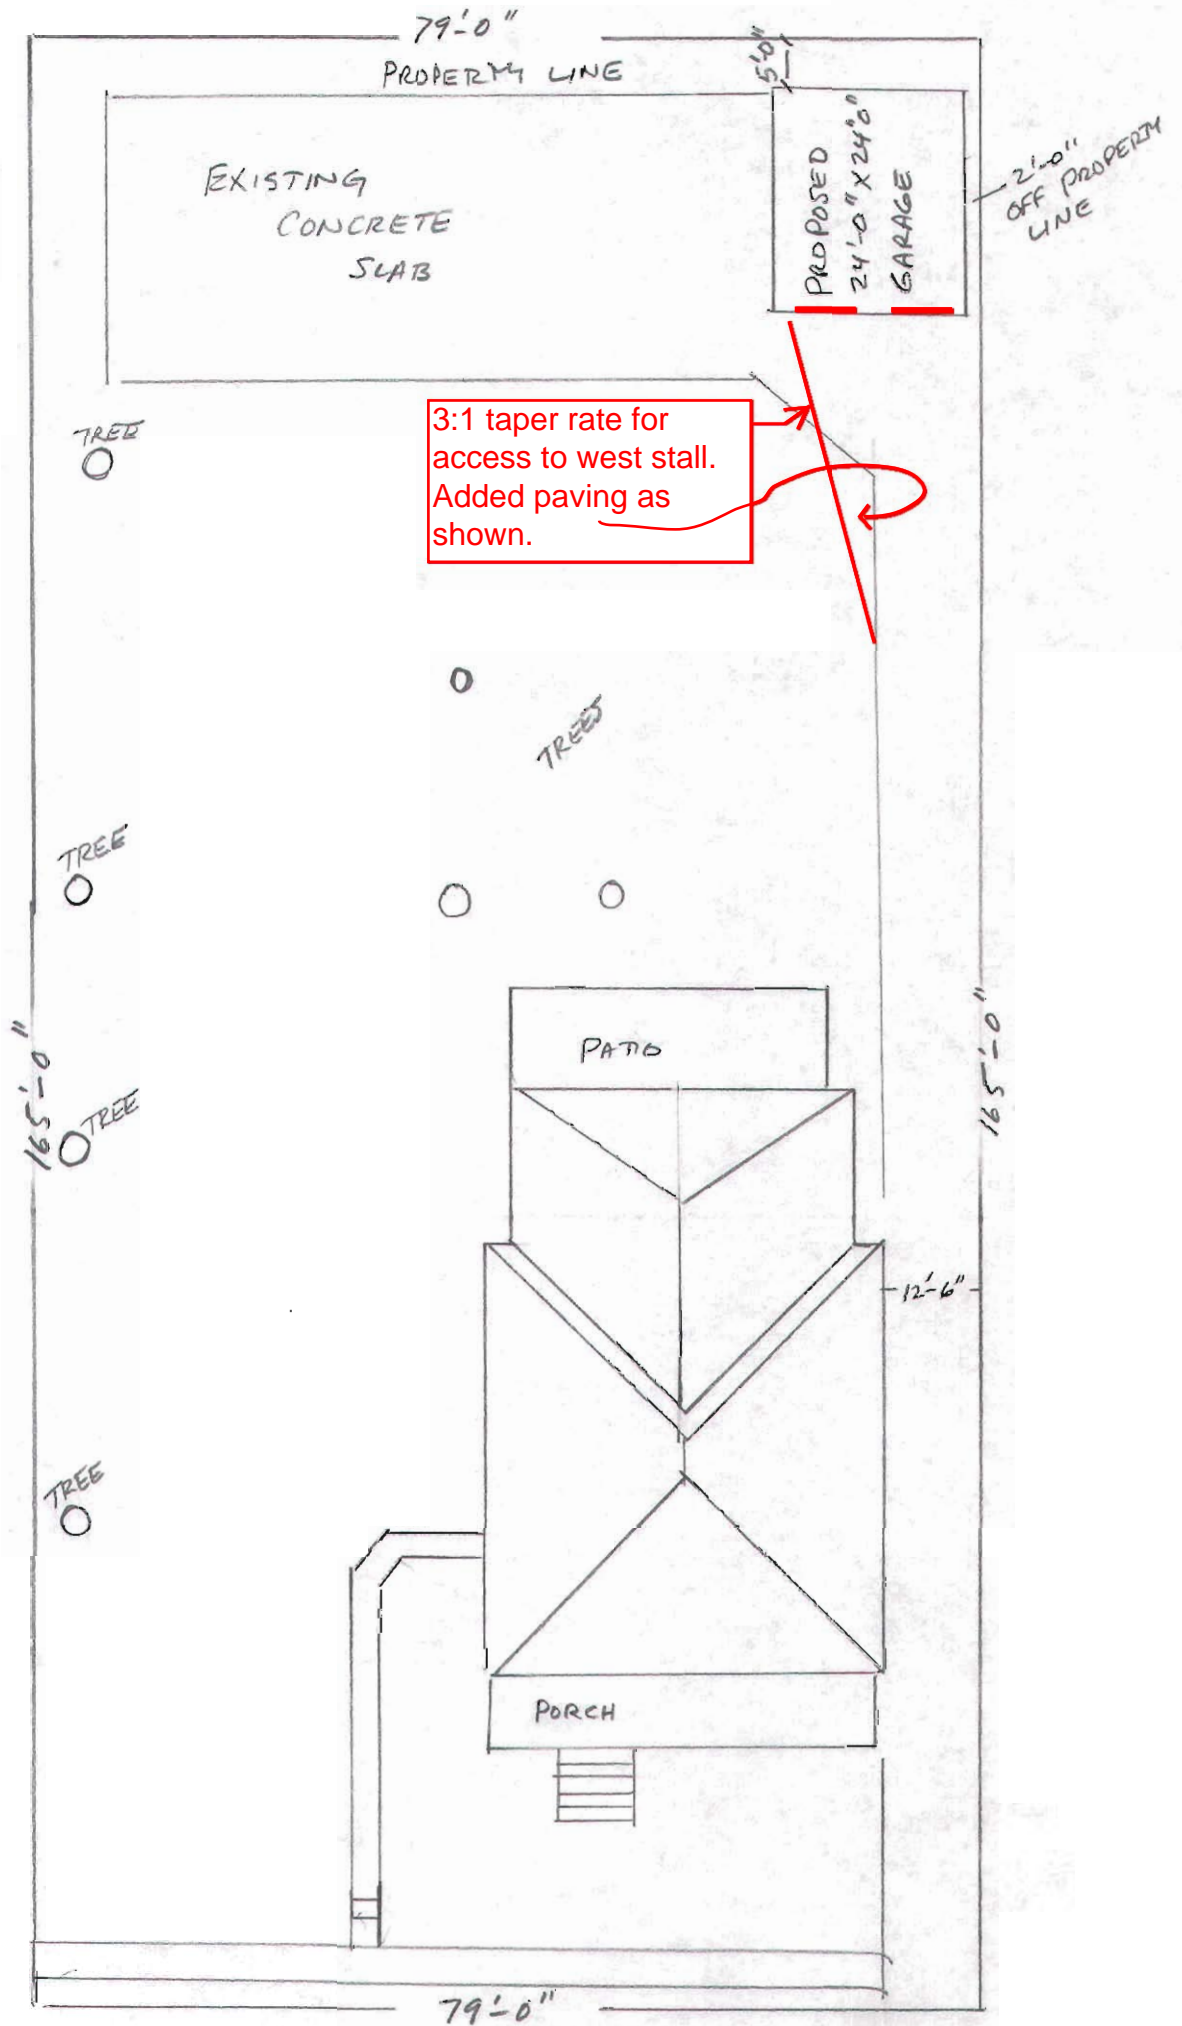 79'-0"
PROPERTY LINE
5'-0"
EXISTING
CONCRETE
SLAB
PROPOSED
24'-0" X 24'0"
GARAGE
2'-0"
OFF PROPERTY
LINE
3:1 taper rate for
access to west stall.
Added paving as
shown.
TREE
TREES
TREE
165'-0"
TREE
PATIO
165'-0"
12'-6"
TREE
PORCH
79'-0"